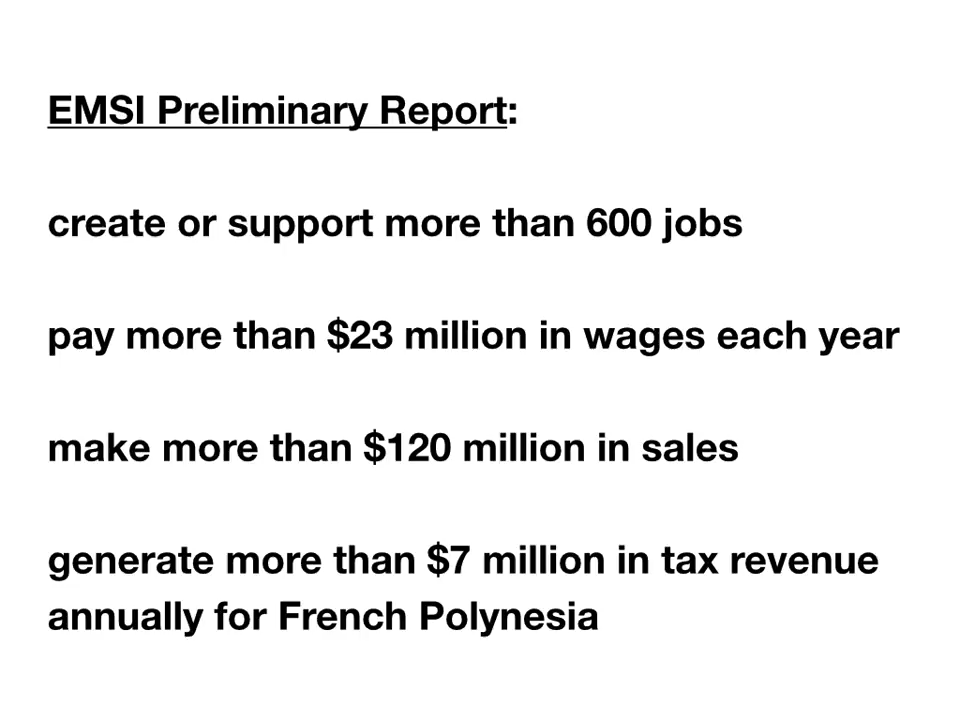 EMSI Preliminary Report:
create or support more than 600 jobs
pay more than $23 million in wages each year
make more than $120 million in sales
generate more than $7 million in tax revenue
annually for French Polynesia